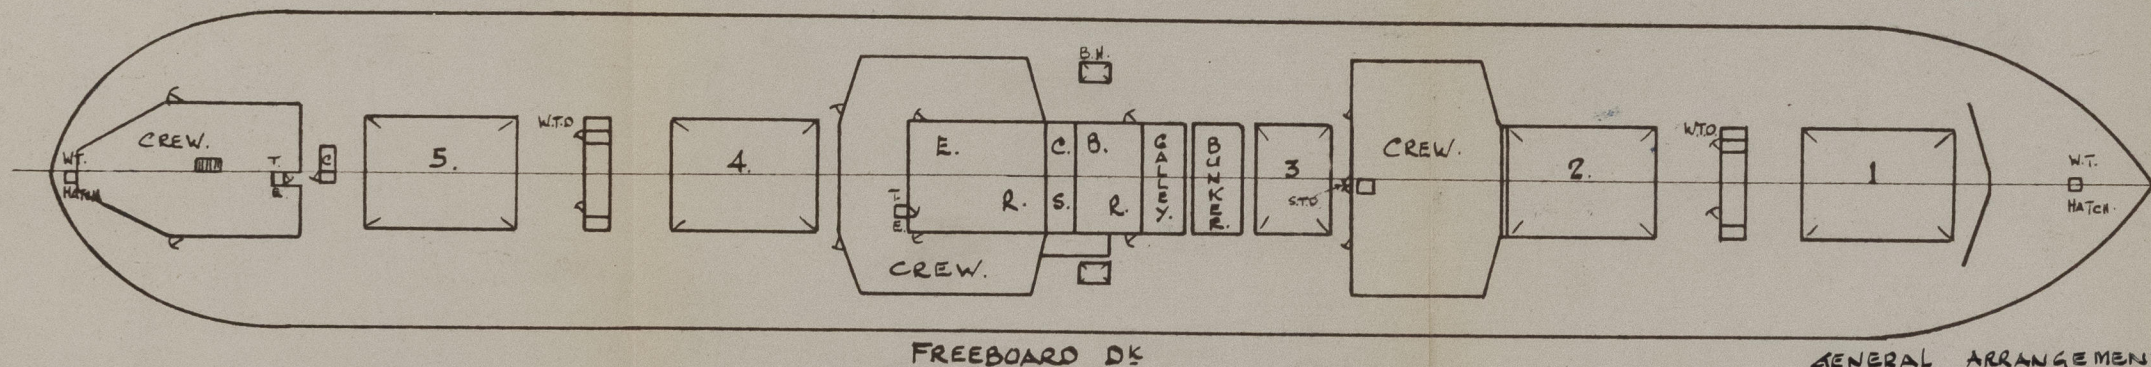 W.T.
HATCH
CREW.
T.
R.
C
5.
W.T.D
4.
E.
R.
T.
E.
CREW.
C.
S.
B.H.
B.
R.
GALLEY.
BUNKER.
3
S.T.D
CREW.
2.
W.T.D.
1
W.T.
HATCH.
FREEBOARD DK
GENERAL ARRANGEMEN